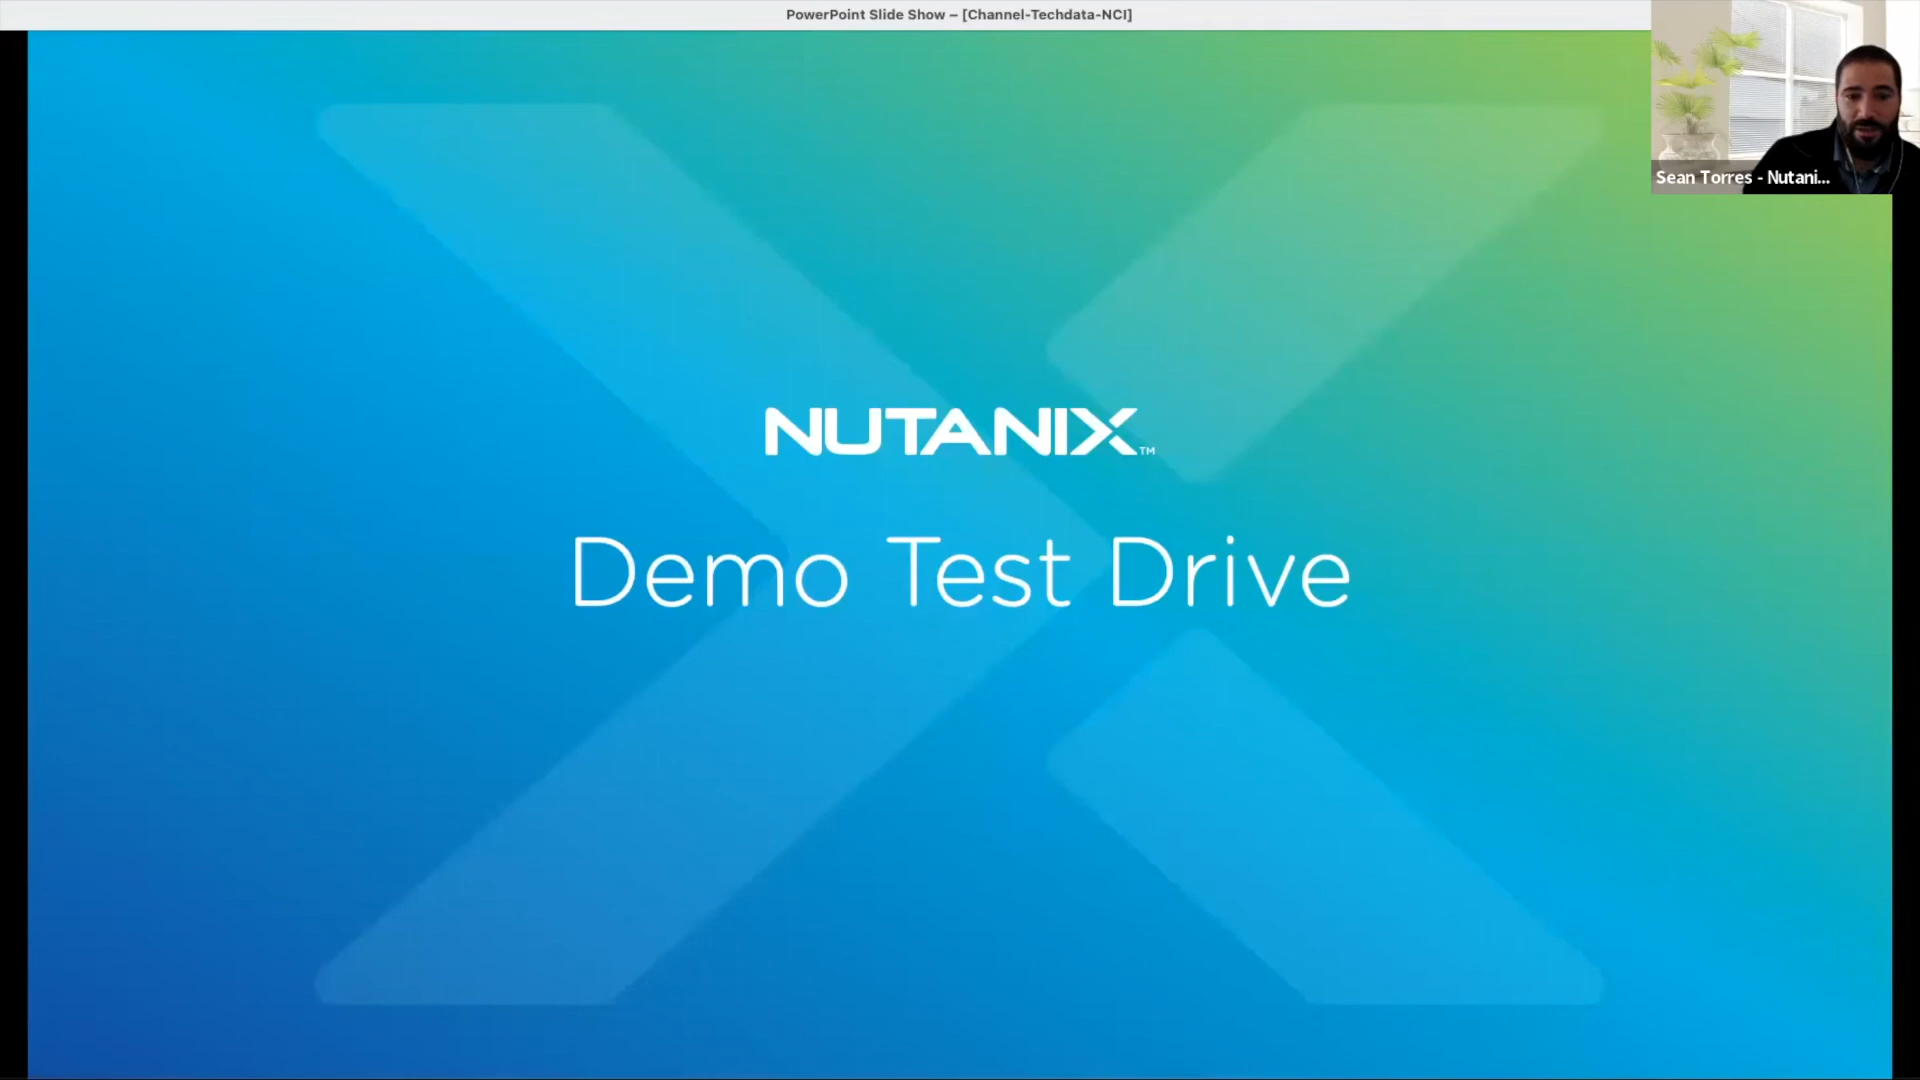 PowerPoint Slide Show – [Channel-Techdata-NCI]
Sean Torres - Nutani...
NUTANIX™
Demo Test Drive